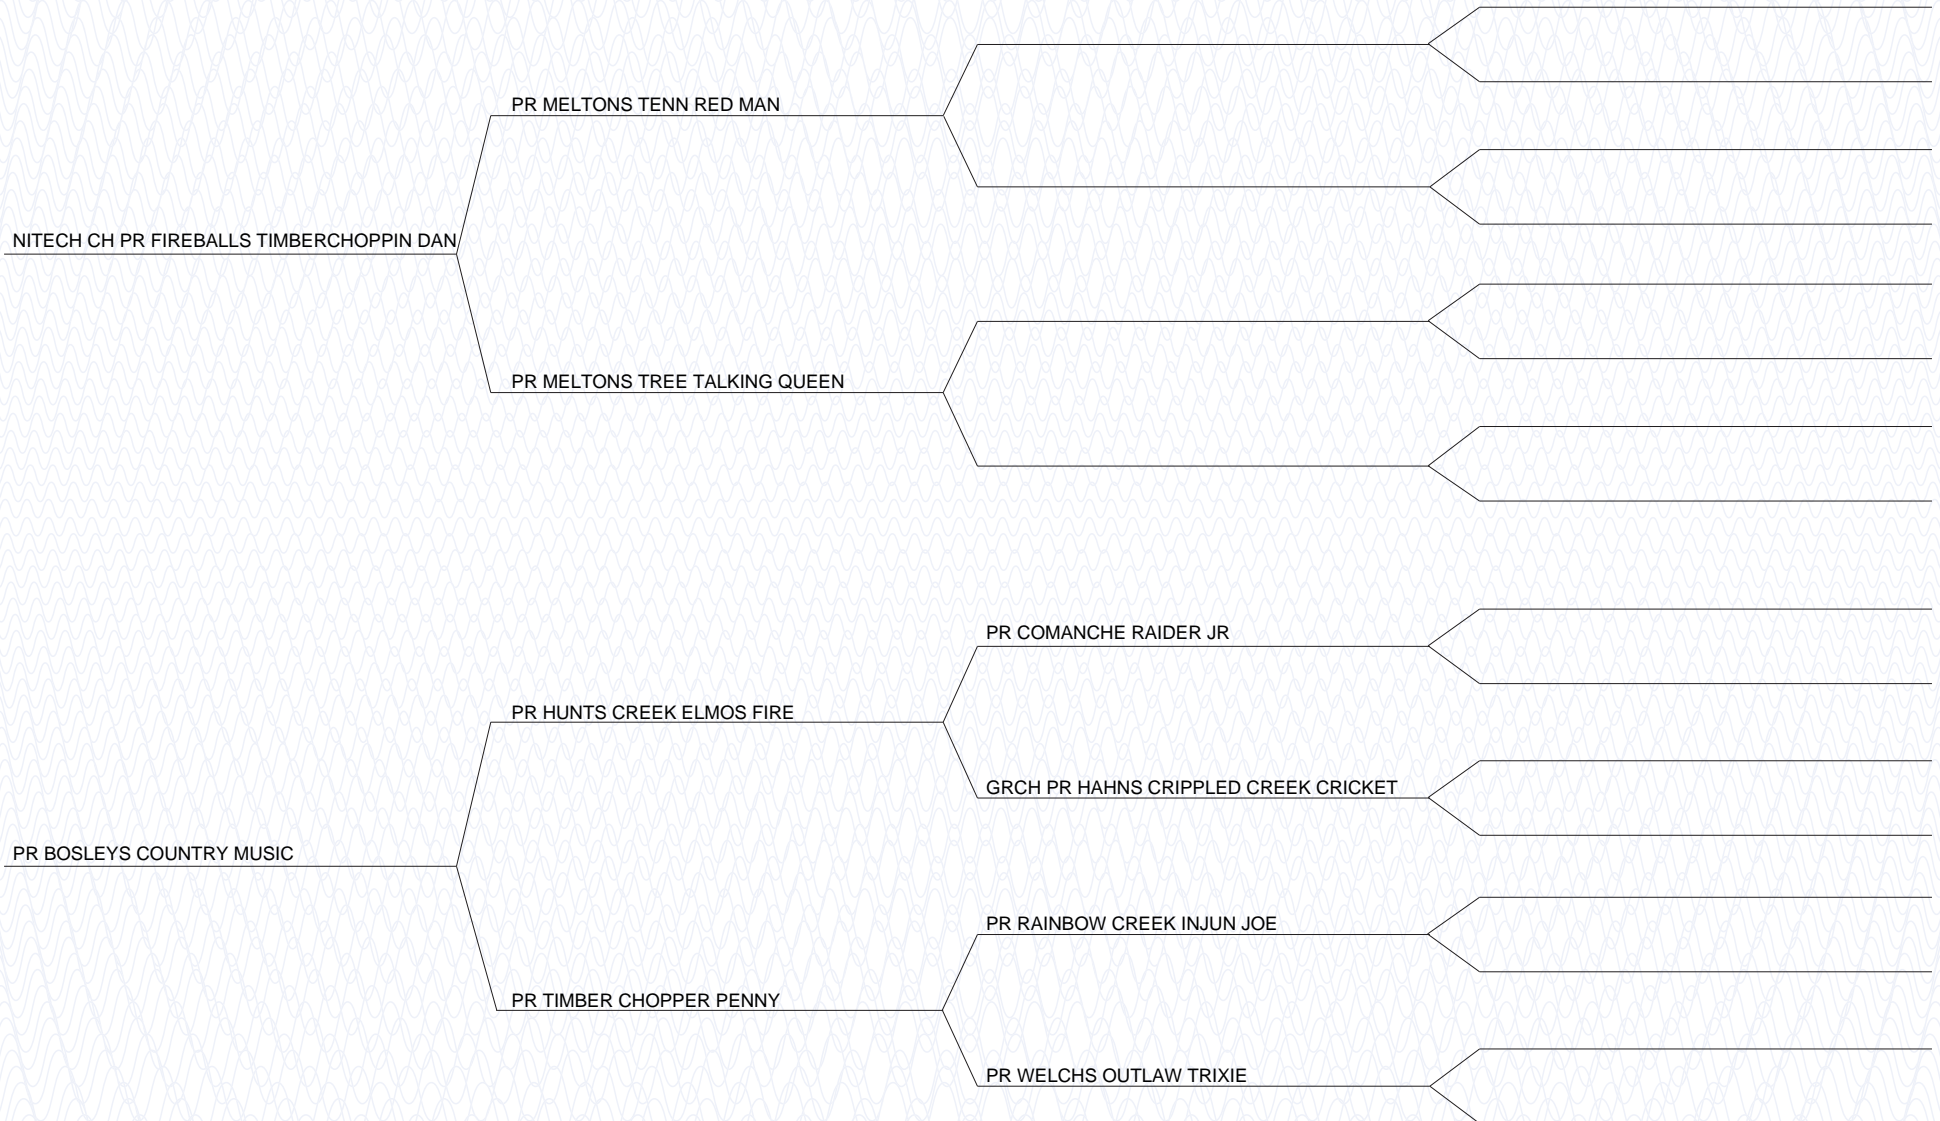 PR MELTONS TENN RED MAN
NITECH CH PR FIREBALLS TIMBERCHOPPIN DAN
PR MELTONS TREE TALKING QUEEN
PR COMANCHE RAIDER JR
PR HUNTS CREEK ELMOS FIRE
GRCH PR HAHNS CRIPPLED CREEK CRICKET
PR BOSLEYS COUNTRY MUSIC
PR RAINBOW CREEK INJUN JOE
PR TIMBER CHOPPER PENNY
PR WELCHS OUTLAW TRIXIE